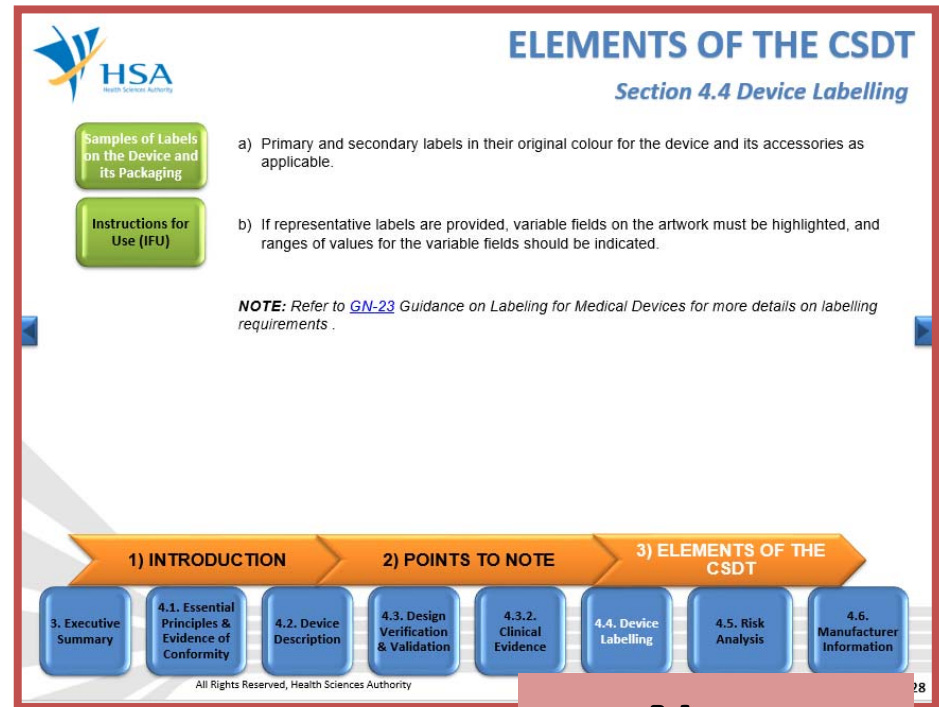 HSA
Health Sciences Authority
ELEMENTS OF THE CSDT
Section 4.4 Device Labelling
Samples of Labels
on the Device and
its Packaging
a) Primary and secondary labels in their original colour for the device and its accessories as
applicable.
Instructions for
Use (IFU)
b) If representative labels are provided, variable fields on the artwork must be highlighted, and
ranges of values for the variable fields should be indicated.
NOTE: Refer to GN-23 Guidance on Labeling for Medical Devices for more details on labelling
requirements .
1) INTRODUCTION
2) POINTS TO NOTE
3) ELEMENTS OF THE
CSDT
3. Executive
Summary
4.1. Essential
Principles &
Evidence of
Conformity
4.2. Device
Description
4.3. Design
Verification
& Validation
4.3.2.
Clinical
Evidence
4.4. Device
Labelling
4.5. Risk
Analysis
4.6.
Manufacturer
Information
All Rights Reserved, Health Sciences Authority
28